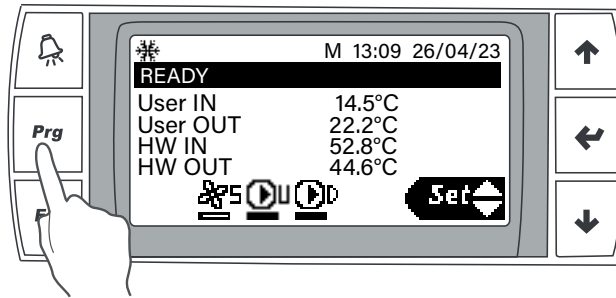 M 13:09 26/04/23
READY
User IN 14.5°C
User OUT 22.2°C
HW IN 52.8°C
HW OUT 44.6°C
S U D Set
Prg